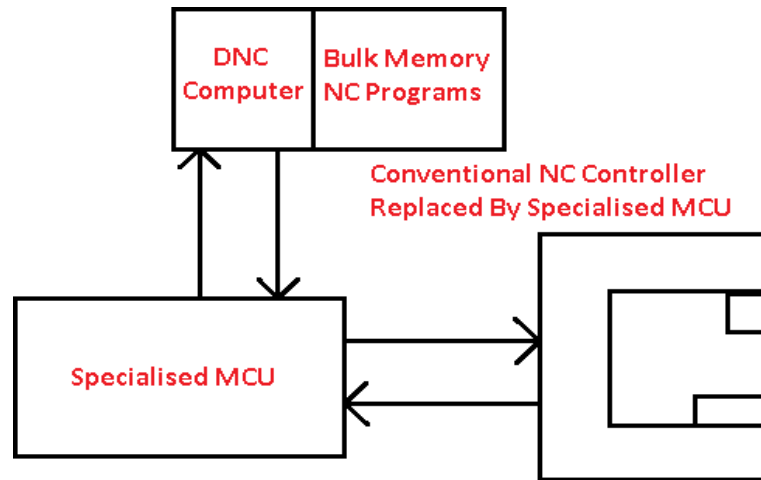 DNC
Computer
Bulk Memory
NC Programs
Conventional NC Controller
Replaced By Specialised MCU
Specialised MCU